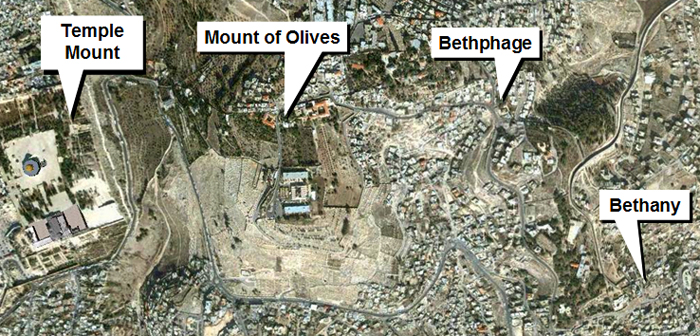 Temple
Mount
Mount of Olives
Bethphage
Bethany